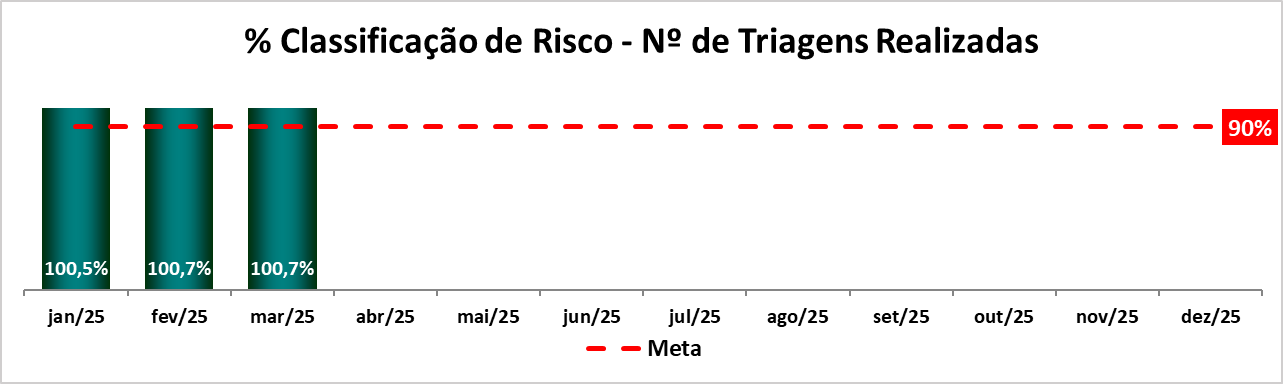 % Classificação de Risco - Nº de Triagens Realizadas
90%
100,5% 100,7% 100,7%
jan/25 fev/25 mar/25 abr/25 mai/25 jun/25 jul/25 ago/25 set/25 out/25 nov/25 dez/25
Meta